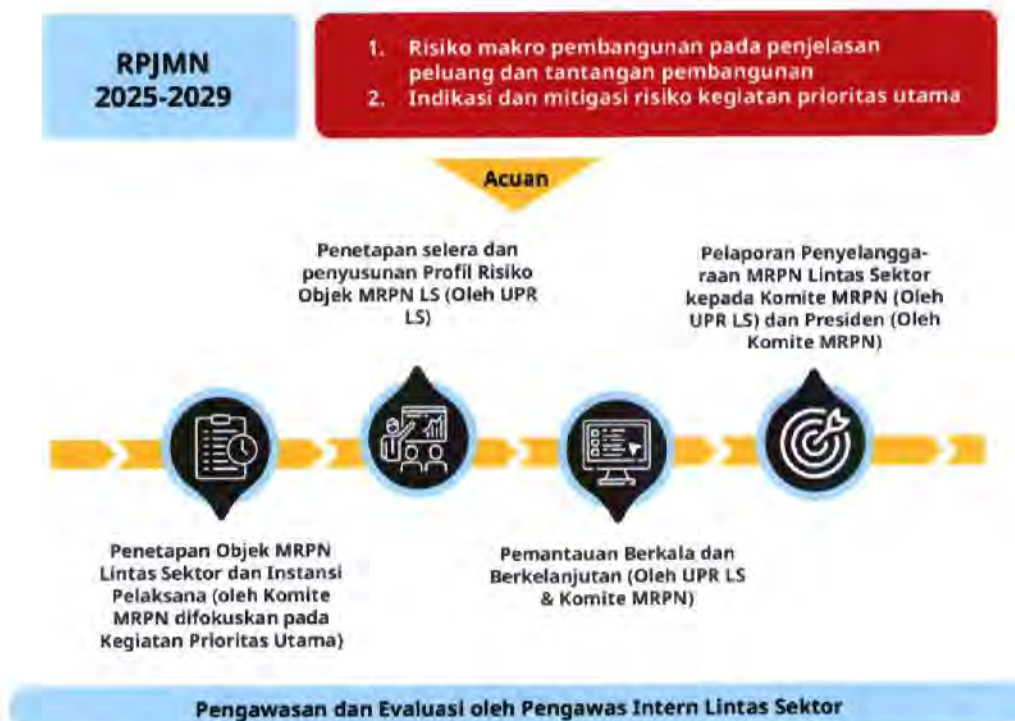 RPJMN
2025-2029
1. Risiko makro pembangunan pada penjelasan
peluang dan tantangan pembangunan
2. Indikasi dan mitigasi risiko kegiatan prioritas utama
Acuan
Penetapan selera dan
penyusunan Profil Risiko
Objek MRPN LS (Oleh UPR
LS)
Pelaporan Penyelangga-
raan MRPN Lintas Sektor
kepada Komite MRPN (Oleh
UPR LS) dan Presiden (Oleh
Komite MRPN)
Penetapan Objek MRPN
Lintas Sektor dan Instansi
Pelaksana (oleh Komite
MRPN difokuskan pada
Kegiatan Prioritas Utama)
Pemantauan Berkala dan
Berkelanjutan (Oleh UPR LS
& Komite MRPN)
Pengawasan dan Evaluasi oleh Pengawas Intern Lintas Sektor